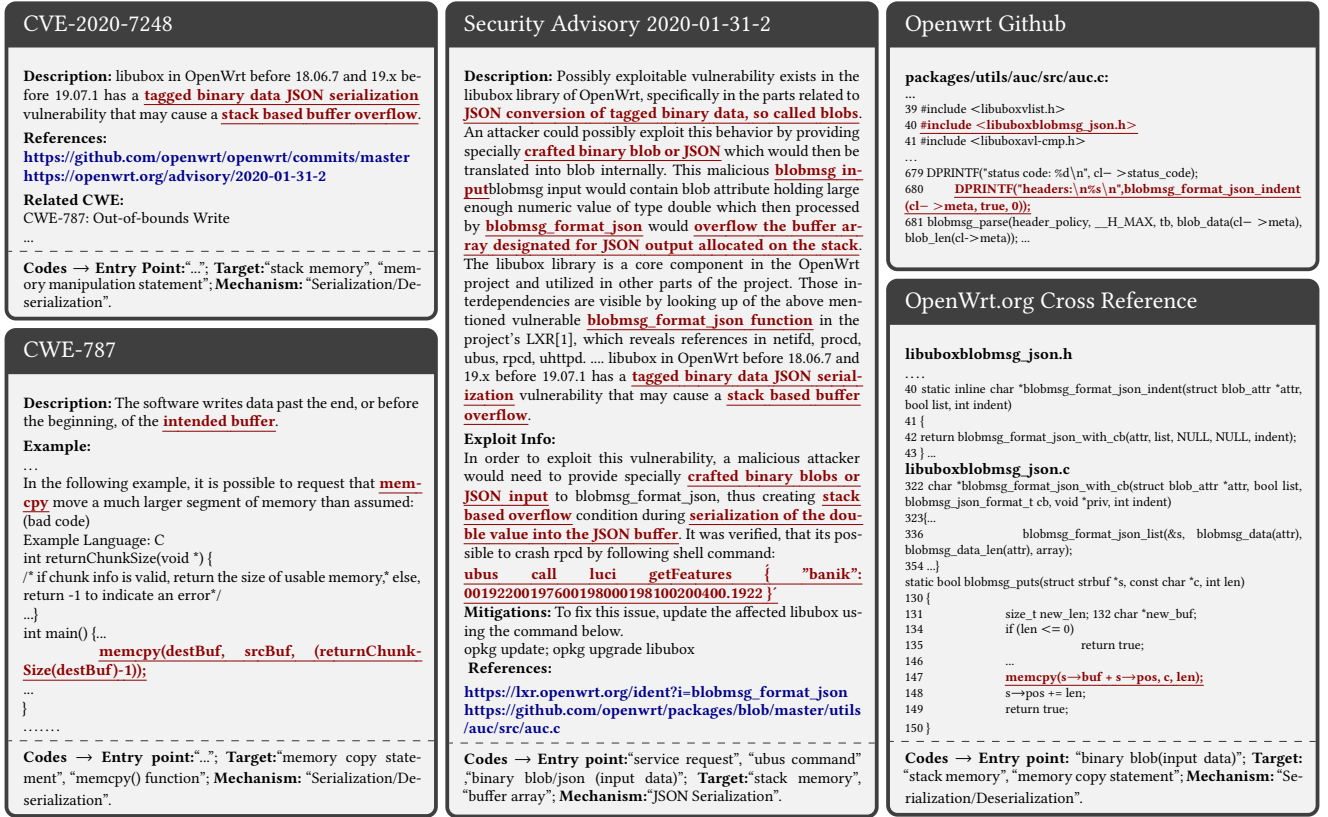 CVE-2020-7248
Description: libubox in OpenWrt before 18.06.7 and 19.x be-
fore 19.07.1 has a tagged binary data JSON serialization
vulnerability that may cause a stack based buffer overflow.
References:
https://github.com/openwrt/openwrt/commits/master
https://openwrt.org/advisory/2020-01-31-2
Related CWE:
CWE-787: Out-of-bounds Write
...
Codes → Entry Point:“...”; Target:“stack memory”, “mem-
ory manipulation statement”; Mechanism: “Serialization/De-
serialization”.
CWE-787
Description: The software writes data past the end, or before
the beginning, of the intended buffer.
Example:
...
In the following example, it is possible to request that mem-
cpy move a much larger segment of memory than assumed:
(bad code)
Example Language: C
int returnChunkSize(void *) {
/* if chunk info is valid, return the size of usable memory,* else,
return -1 to indicate an error*/
...}
int main() {...
memcpy(destBuf, srcBuf, (returnChunk-
Size(destBuf)-1));
...
}
.......
Codes → Entry point:“...”; Target:“memory copy state-
ment”, “memcpy() function”; Mechanism: “Serialization/De-
serialization”.
Security Advisory 2020-01-31-2
Description: Possibly exploitable vulnerability exists in the
libubox library of OpenWrt, specifically in the parts related to
JSON conversion of tagged binary data, so called blobs.
An attacker could possibly exploit this behavior by providing
specially crafted binary blob or JSON which would then be
translated into blob internally. This malicious blobmsg in-
putblobmsg input would contain blob attribute holding large
enough numeric value of type double which then processed
by blobmsg_format_json would overflow the buffer ar-
ray designated for JSON output allocated on the stack.
The libubox library is a core component in the OpenWrt
project and utilized in other parts of the project. Those in-
terdependencies are visible by looking up of the above men-
tioned vulnerable blobmsg_format_json function in the
project's LXR[1], which reveals references in netifd, procd,
ubus, rpcd, uhttpd. .... libubox in OpenWrt before 18.06.7 and
19.x before 19.07.1 has a tagged binary data JSON serial-
ization vulnerability that may cause a stack based buffer
overflow.
Exploit Info:
In order to exploit this vulnerability, a malicious attacker
would need to provide specially crafted binary blobs or
JSON input to blobmsg_format_json, thus creating stack
based overflow condition during serialization of the dou-
ble value into the JSON buffer. It was verified, that its pos-
sible to crash rpcd by following shell command:
ubus call luci getFeatures ´{ ”banik”:
00192200197600198000198100200400.1922 }´
Mitigations: To fix this issue, update the affected libubox us-
ing the command below.
opkg update; opkg upgrade libubox
References:
https://lxr.openwrt.org/ident?i=blobmsg_format_json
https://github.com/openwrt/packages/blob/master/utils
/auc/src/auc.c
Codes → Entry point:“service request”, “ubus command”
,“binary blob/json (input data)”; Target:“stack memory”,
“buffer array”; Mechanism:“JSON Serialization”.
Openwrt Github
packages/utils/auc/src/auc.c:
...
39 #include <libuboxvlist.h>
40 #include <libuboxblobmsg_json.h>
41 #include <libuboxavl-cmp.h>
...
679 DPRINTF("status code: %d\n", cl− >status_code);
680 DPRINTF("headers:\n%s\n",blobmsg_format_json_indent
(cl− >meta, true, 0));
681 blobmsg_parse(header_policy, __H_MAX, tb, blob_data(cl− >meta),
blob_len(cl->meta)); ...
OpenWrt.org Cross Reference
libuboxblobmsg_json.h
....
40 static inline char *blobmsg_format_json_indent(struct blob_attr *attr,
bool list, int indent)
41 {
42 return blobmsg_format_json_with_cb(attr, list, NULL, NULL, indent);
43 } ...
libuboxblobmsg_json.c
322 char *blobmsg_format_json_with_cb(struct blob_attr *attr, bool list,
blobmsg_json_format_t cb, void *priv, int indent)
323{...
336 blobmsg_format_json_list(&s, blobmsg_data(attr),
blobmsg_data_len(attr), array);
354 ...}
static bool blobmsg_puts(struct strbuf *s, const char *c, int len)
130 {
131 size_t new_len; 132 char *new_buf;
134 if (len <= 0)
135 return true;
146 ...
147 memcpy(s→buf + s→pos, c, len);
148 s→pos += len;
149 return true;
150 }
Codes → Entry point: “binary blob(input data)”; Target:
“stack memory”, “memory copy statement”; Mechanism: “Se-
rialization/Deserialization”.